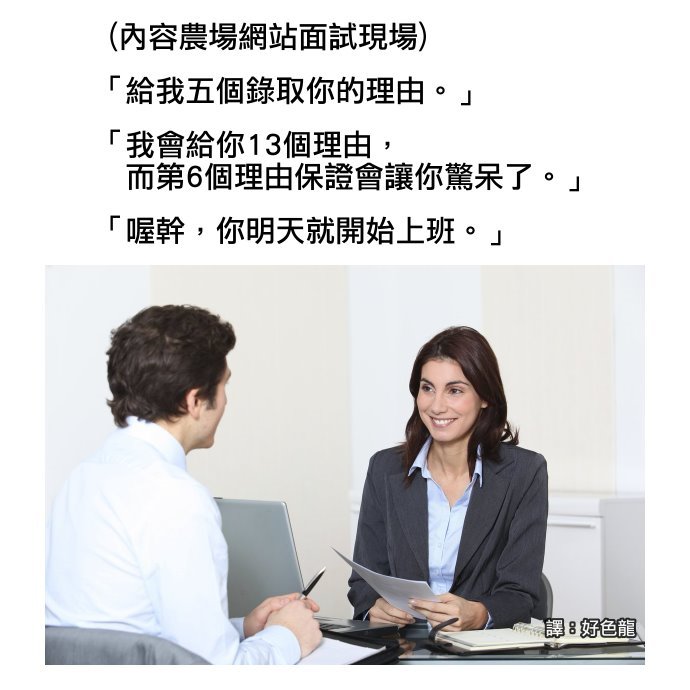 (內容農場網站面試現場)
「給我五個錄取你的理由。」
「我會給你13個理由，
而第6個理由保證會讓你驚呆了。」
「喔幹，你明天就開始上班。」
譯：好色龍